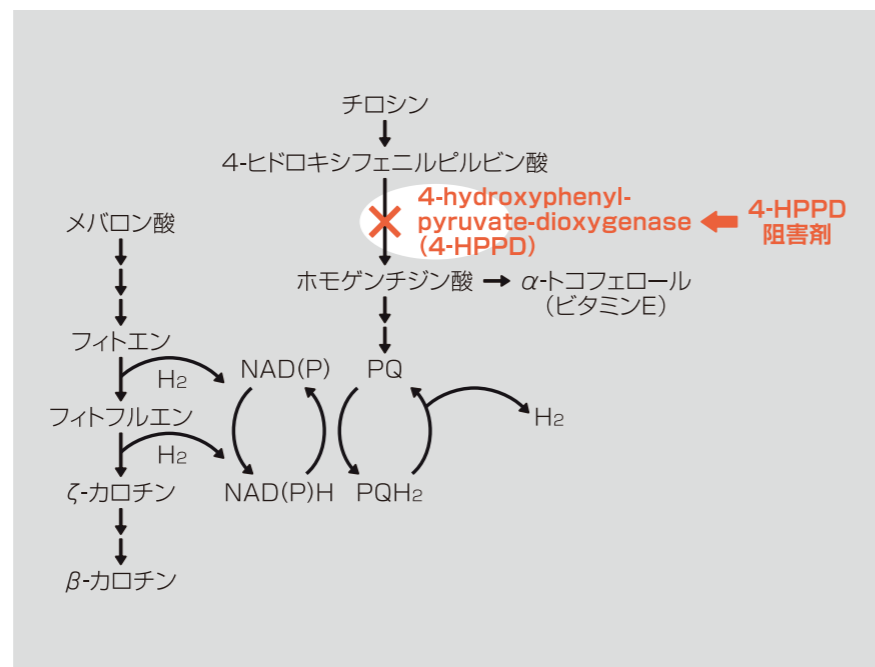 チロシン
4-ヒドロキシフェニルピルビン酸
4-hydroxyphenyl-
pyruvate-dioxygenase
(4-HPPD)
4-HPPD
阻害剤
ホモゲンチジン酸
α-トコフェロール
(ビタミンE)
メバロン酸
フィトエン
H2
NAD(P)
PQ
フィトフルエン
H2
H2
ζ-カロチン
NAD(P)H
PQH2
β-カロチン